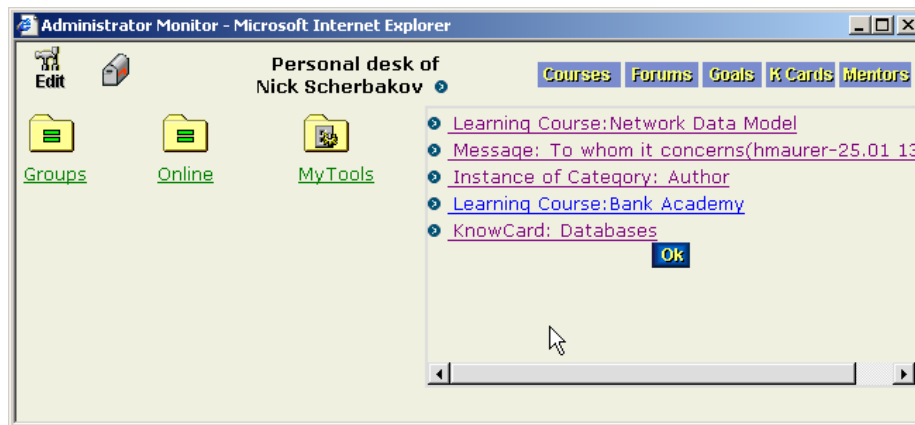 Administrator Monitor - Microsoft Internet Explorer
Edit
Personal desk of
Nick Scherbakov
Courses Forums Goals K Cards Mentors
Groups Online MyTools
Learning Course:Network Data Model
Message: To whom it concerns(hmaurer-25.01 13
Instance of Category: Author
Learning Course:Bank Academy
KnowCard: Databases
Ok